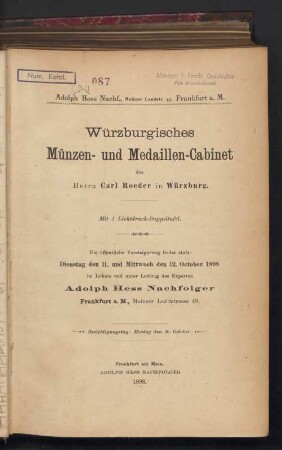 Num. Katal.
087
Adolph Hess Nachf., Mainzer Landstr. 49 Frankfurt a. M.
Würzburgisches
Münzen- und Medaillen-Cabinet
des
Herrn Carl Roeder in Würzburg.
Mit 1 Lichtdruck-Doppeltafel.
Die öffentliche Versteigerung findet statt:
Dienstag den 11. und Mittwoch den 12. October 1898
im Lokale und unter Leitung des Experten
Adolph Hess Nachfolger
Frankfurt a. M., Mainzer Landstrasse 49.
Besichtigungstag: Montag den 10. October.
Frankfurt am Main.
ADOLPH HESS NACHFOLGER.
1898.